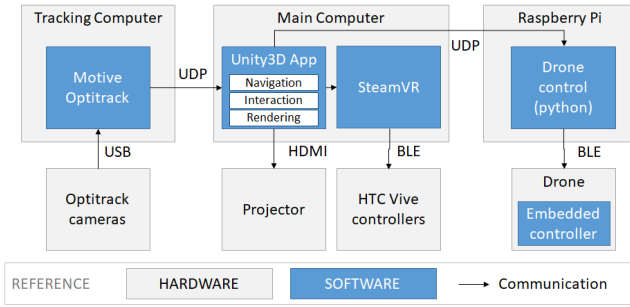 Tracking Computer
Main Computer
Raspberry Pi
Motive
Optitrack
UDP
Unity3D App
Navigation
Interaction
Rendering
SteamVR
UDP
Drone
control
(python)
USB
HDMI
BLE
BLE
Optitrack
cameras
Projector
HTC Vive
controllers
Drone
Embedded
controller
REFERENCE
HARDWARE
SOFTWARE
Communication